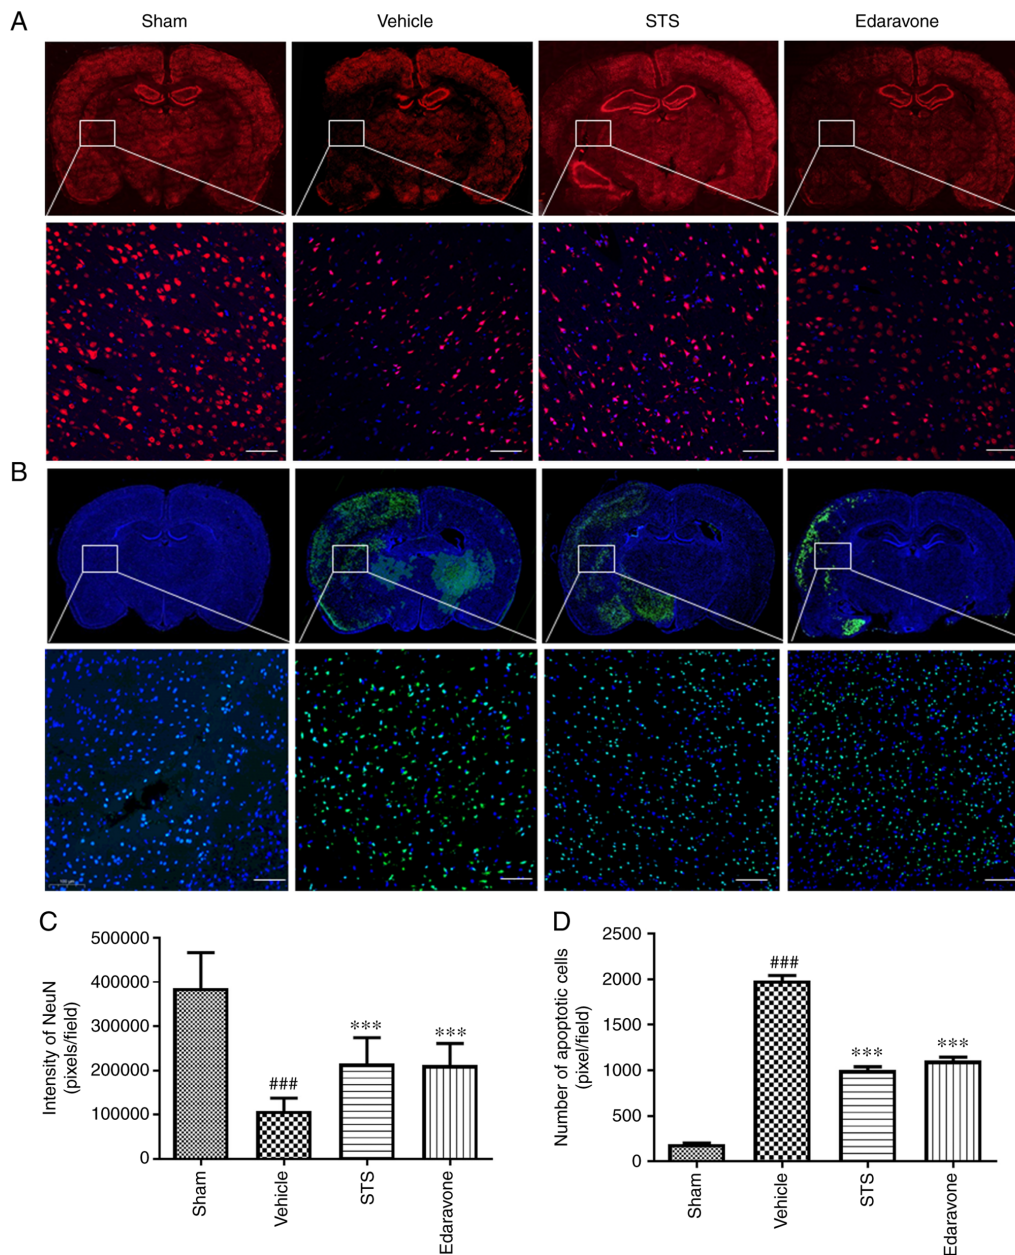 A
Sham Vehicle STS Edaravone
B
C
Intensity of NeuN
(pixels/field)
500000
400000
300000
200000
100000
0
###
***
***
Sham
Vehicle
STS
Edaravone
D
Number of apoptotic cells
(pixel/field)
2500
2000
1500
1000
500
0
###
***
***
Sham
Vehicle
STS
Edaravone